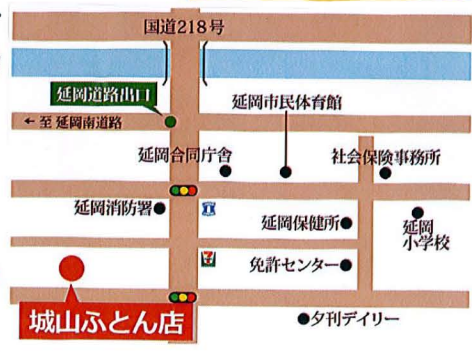 国道218号
延岡道路出口
延岡市民体育館
←至 延岡南道路
延岡合同庁舎
社会保険事務所
延岡消防署
延岡保健所
延岡
小学校
7
免許センター
城山ふとん店
夕刊デイリー